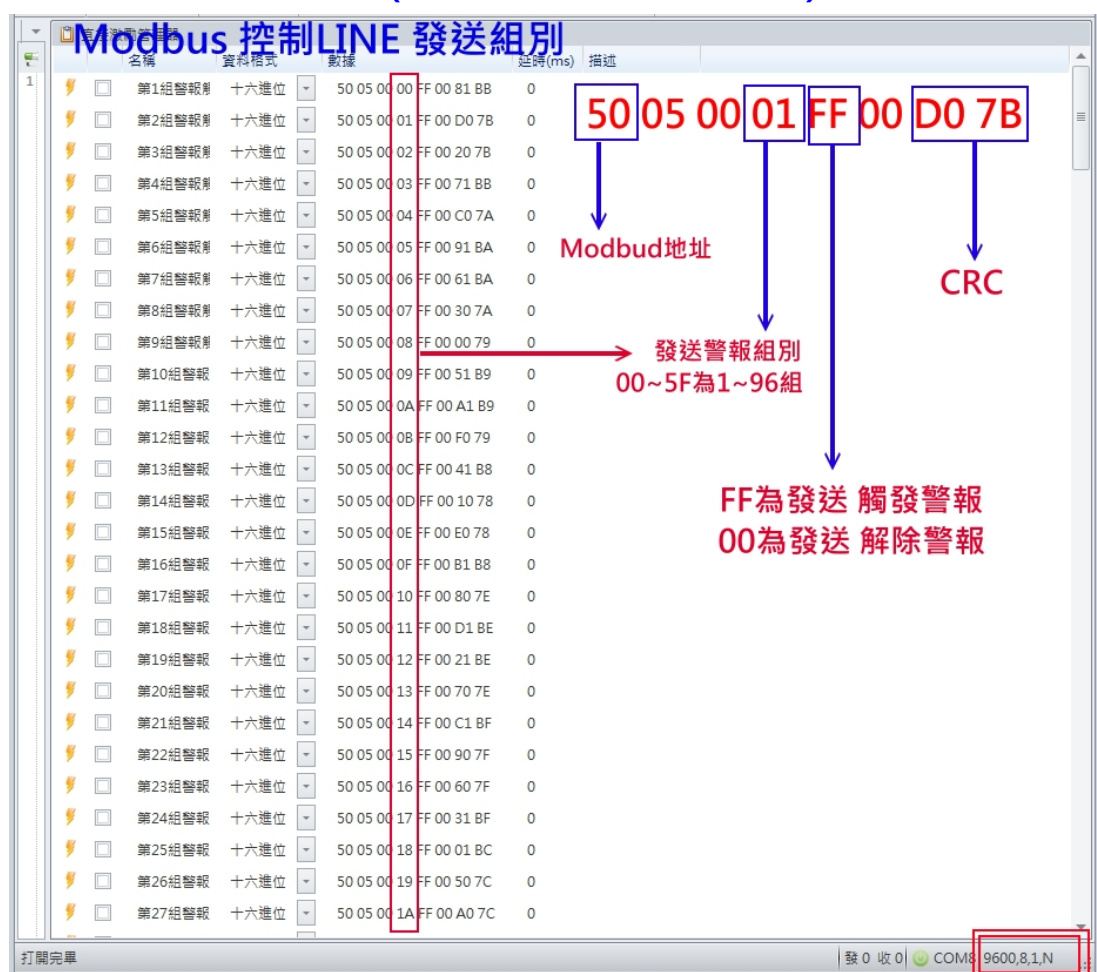 Modbus 控制LINE 發送組別
名稱 資料格式 數據 延時(ms) 描述
1
第1組警報解 十六進位 50 05 00 00 FF 00 81 BB 0
第2組警報解 十六進位 50 05 00 01 FF 00 D0 7B 0
第3組警報解 十六進位 50 05 00 02 FF 00 20 7B 0
第4組警報解 十六進位 50 05 00 03 FF 00 71 BB 0
第5組警報解 十六進位 50 05 00 04 FF 00 C0 7A 0
第6組警報解 十六進位 50 05 00 05 FF 00 91 BA 0
第7組警報解 十六進位 50 05 00 06 FF 00 61 BA 0
第8組警報解 十六進位 50 05 00 07 FF 00 30 7A 0
第9組警報解 十六進位 50 05 00 08 FF 00 00 79 0
第10組警報 十六進位 50 05 00 09 FF 00 51 B9 0
第11組警報 十六進位 50 05 00 0A FF 00 A1 B9 0
第12組警報 十六進位 50 05 00 0B FF 00 F0 79 0
第13組警報 十六進位 50 05 00 0C FF 00 41 B8 0
第14組警報 十六進位 50 05 00 0D FF 00 10 78 0
第15組警報 十六進位 50 05 00 0E FF 00 E0 78 0
第16組警報 十六進位 50 05 00 0F FF 00 B1 B8 0
第17組警報 十六進位 50 05 00 10 FF 00 80 7E 0
第18組警報 十六進位 50 05 00 11 FF 00 D1 BE 0
第19組警報 十六進位 50 05 00 12 FF 00 21 BE 0
第20組警報 十六進位 50 05 00 13 FF 00 70 7E 0
第21組警報 十六進位 50 05 00 14 FF 00 C1 BF 0
第22組警報 十六進位 50 05 00 15 FF 00 90 7F 0
第23組警報 十六進位 50 05 00 16 FF 00 60 7F 0
第24組警報 十六進位 50 05 00 17 FF 00 31 BF 0
第25組警報 十六進位 50 05 00 18 FF 00 01 BC 0
第26組警報 十六進位 50 05 00 19 FF 00 50 7C 0
第27組警報 十六進位 50 05 00 1A FF 00 A0 7C 0
50 05 00 01 FF 00 D0 7B
Modbud地址
CRC
發送警報組別
00~5F為1~96組
FF為發送 觸發警報
00為發送 解除警報
打開完畢 發 0 收 0 COM8 9600,8,1,N